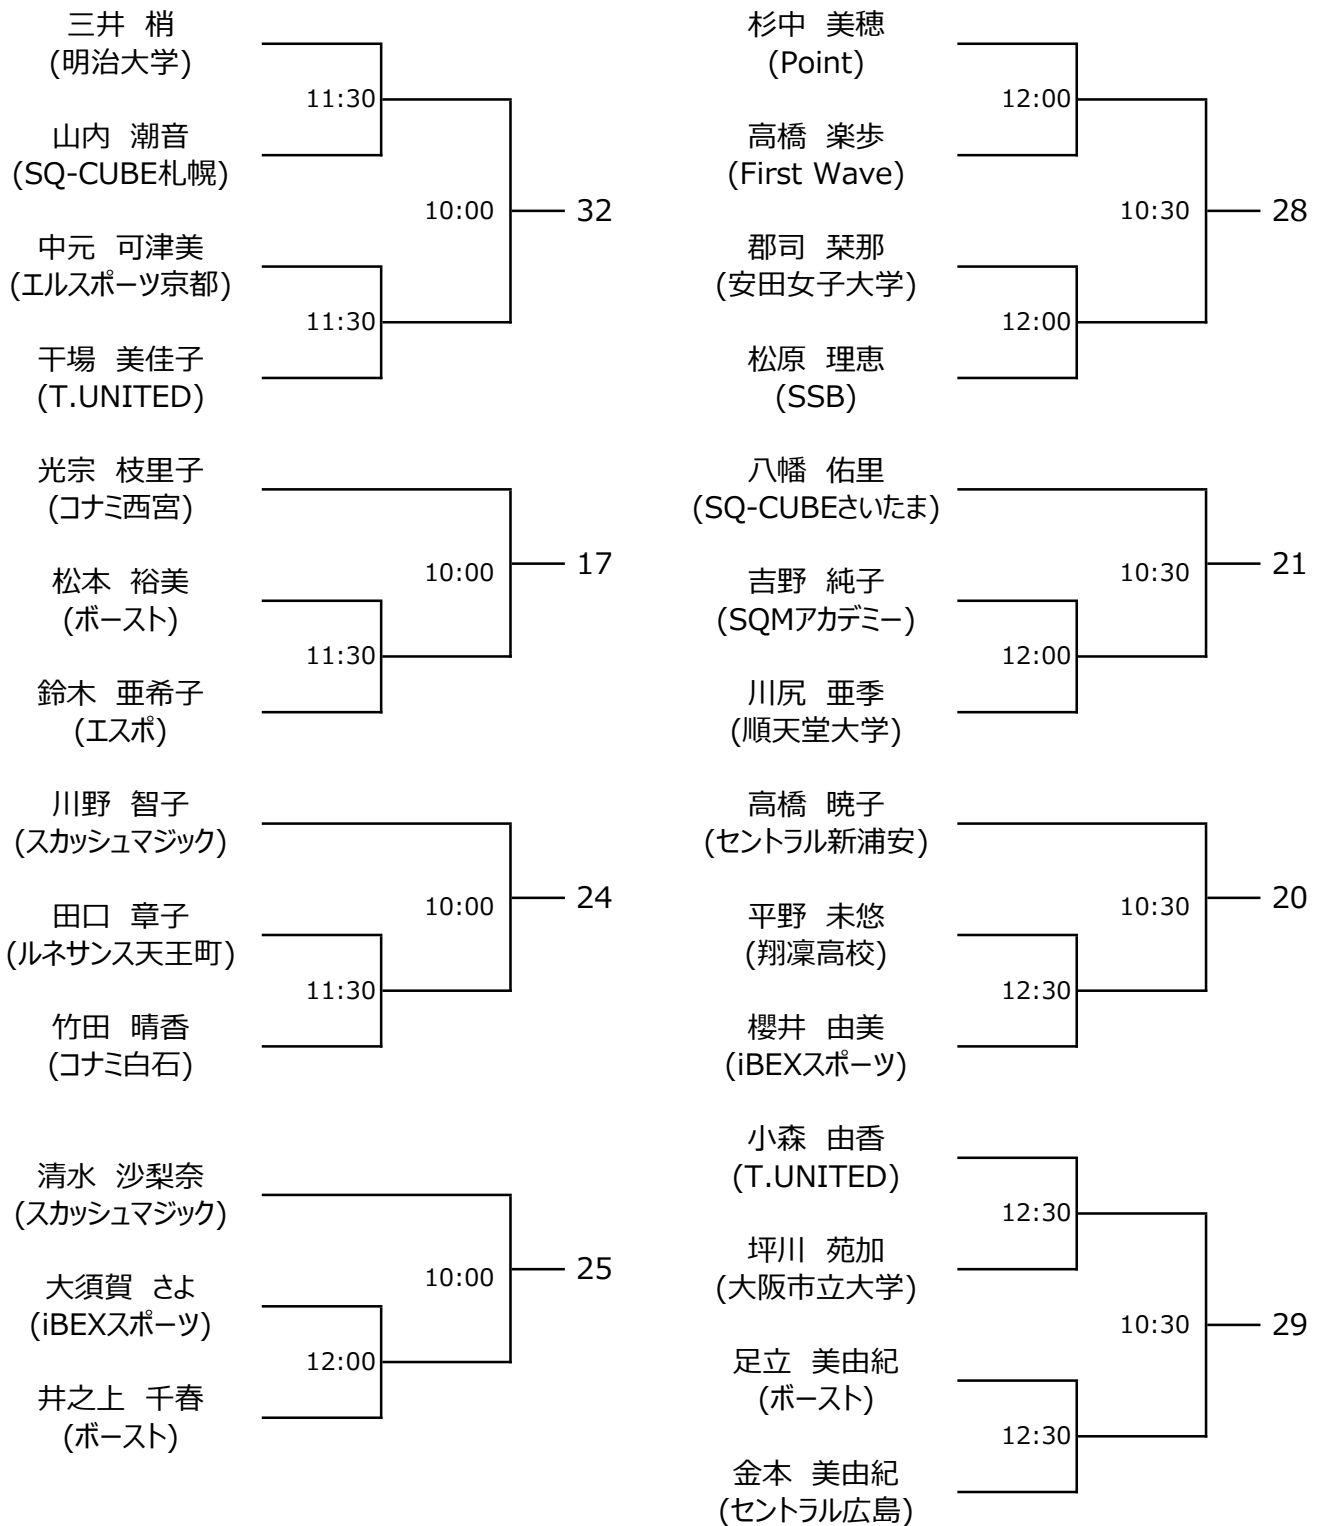 三井 梢
(明治大学)
11:30
山内 潮音
(SQ-CUBE札幌)
10:00
32
中元 可津美
(エルスポーツ京都)
11:30
干場 美佳子
(T.UNITED)
光宗 枝里子
(コナミ西宮)
10:00
17
松本 裕美
(ボースト)
11:30
鈴木 亜希子
(エスポ)
川野 智子
(スカッシュマジック)
10:00
24
田口 章子
(ルネサンス天王町)
11:30
竹田 晴香
(コナミ白石)
清水 沙梨奈
(スカッシュマジック)
10:00
25
大須賀 さよ
(iBEXスポーツ)
12:00
井之上 千春
(ボースト)
杉中 美穂
(Point)
12:00
高橋 楽歩
(First Wave)
10:30
28
郡司 栞那
(安田女子大学)
12:00
松原 理恵
(SSB)
八幡 佑里
(SQ-CUBEさいたま)
10:30
21
吉野 純子
(SQMアカデミー)
12:00
川尻 亜季
(順天堂大学)
高橋 暁子
(セントラル新浦安)
10:30
20
平野 未悠
(翔凜高校)
12:30
櫻井 由美
(iBEXスポーツ)
小森 由香
(T.UNITED)
12:30
坪川 苑加
(大阪市立大学)
10:30
29
足立 美由紀
(ボースト)
12:30
金本 美由紀
(セントラル広島)